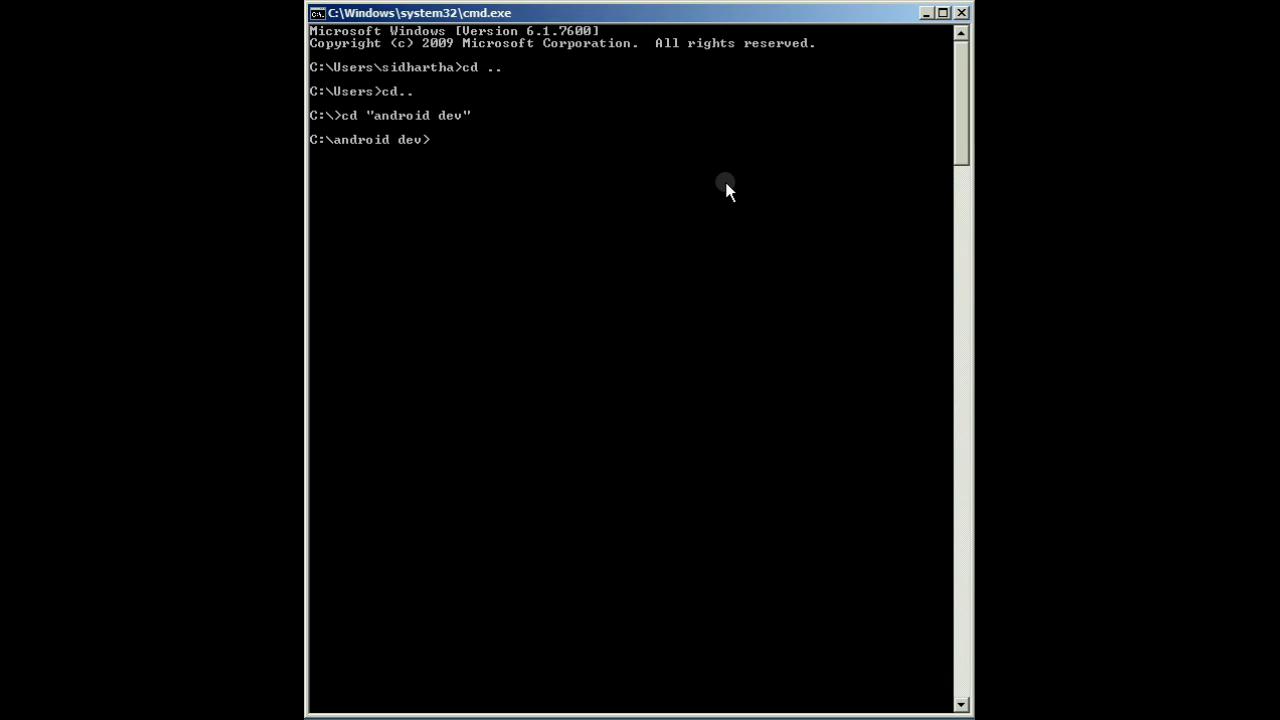 C:\Windows\system32\cmd.exe
Microsoft Windows [Version 6.1.7600]
Copyright (c) 2009 Microsoft Corporation.  All rights reserved.
C:\Users\sidhartha>cd ..
C:\Users>cd..
C:\>cd "android dev"
C:\android dev>